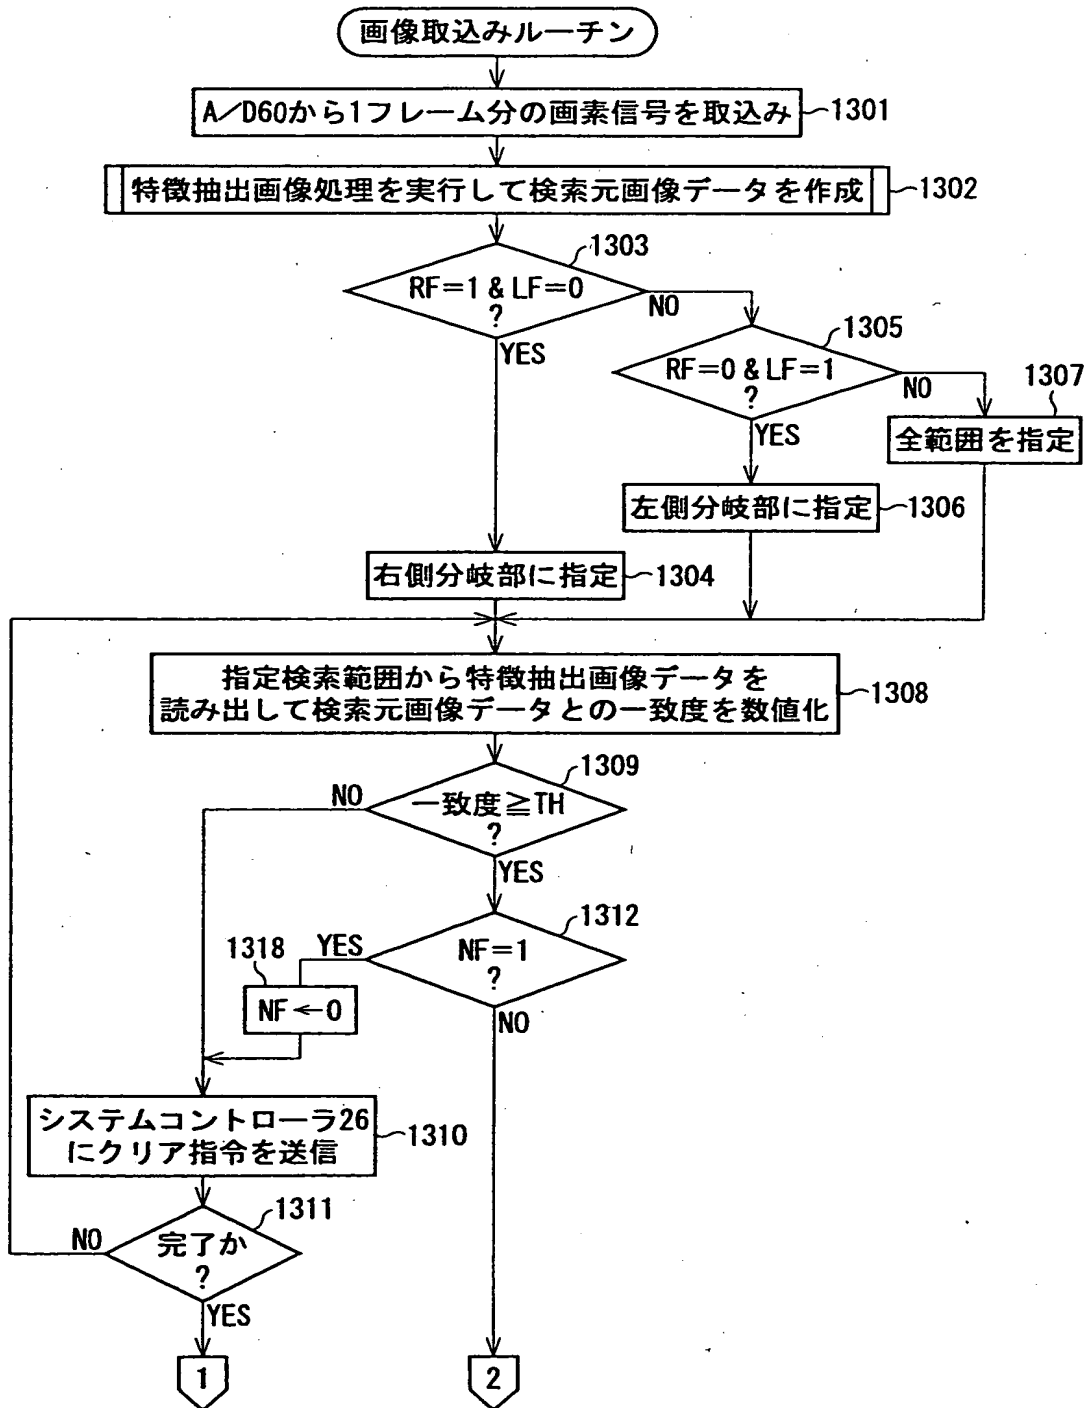 画像取込みルーチン
A/D60から1フレーム分の画素信号を取込み
1301
特徴抽出画像処理を実行して検索元画像データを作成
1302
1303
RF=1 & LF=0
?
NO
YES
1305
RF=0 & LF=1
?
NO
YES
1307
全範囲を指定
左側分岐部に指定
1306
右側分岐部に指定
1304
指定検索範囲から特徴抽出画像データを
読み出して検索元画像データとの一致度を数値化
1308
1309
一致度≧TH
?
NO
YES
1312
NF=1
?
YES
NO
1318
NF←0
システムコントローラ26
にクリア指令を送信
1310
1311
完了か
?
NO
YES
1
2